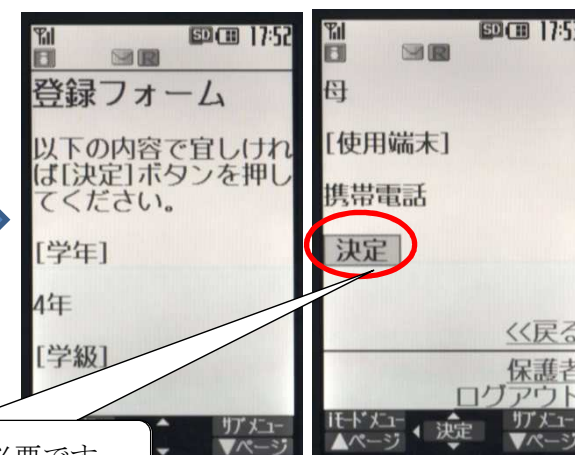 SD 17:52
登録フォーム
以下の内容で宜しけれ
ば[決定]ボタンを押し
てください。
[学年]
4年
[学級]
サブメニュー
▼ページ
必要です
SD 17:5
母
[使用端末]
携帯電話
決定
<<戻る
保護者
ログアウト
iモードメニュー
サブメニュー
▲ページ
決定
▼ページ